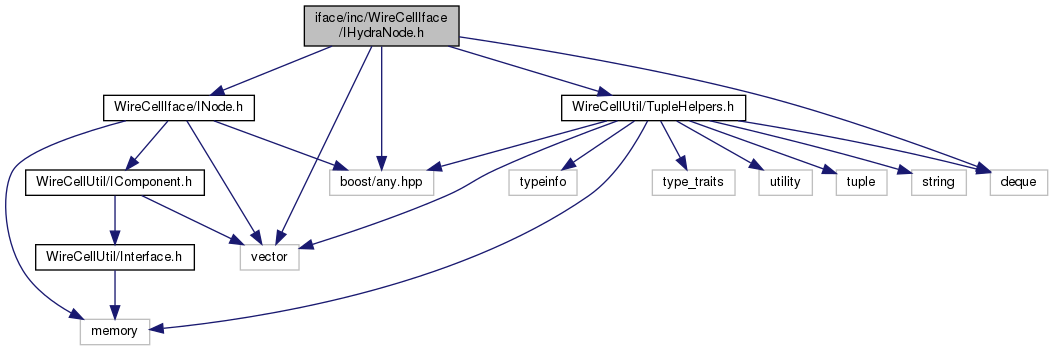 iface/inc/WireCellIface
/IHydraNode.h
WireCellIface/INode.h
WireCellUtil/TupleHelpers.h
WireCellUtil/IComponent.h
boost/any.hpp
typeinfo
type_traits
utility
tuple
string
deque
WireCellUtil/Interface.h
vector
memory